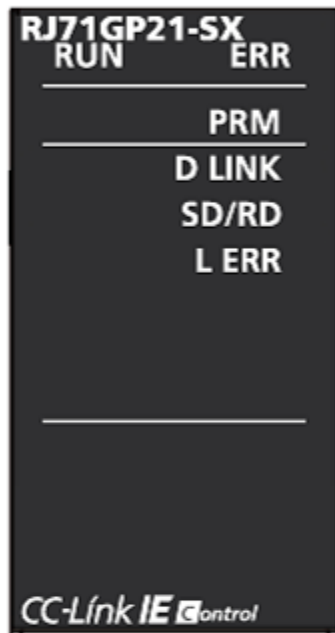 RJ71GP21-SX
RUN ERR
PRM
D LINK
SD/RD
L ERR
CC-Link IE Control